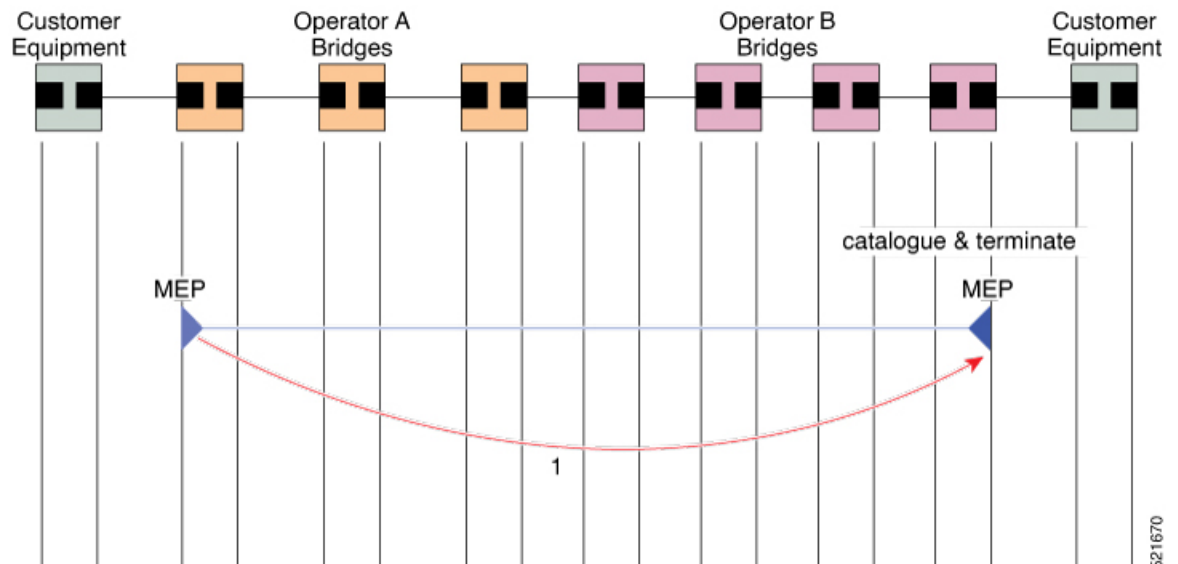 Customer
Equipment
Operator A
Bridges
Operator B
Bridges
Customer
Equipment
catalogue & terminate
MEP
MEP
1
521670